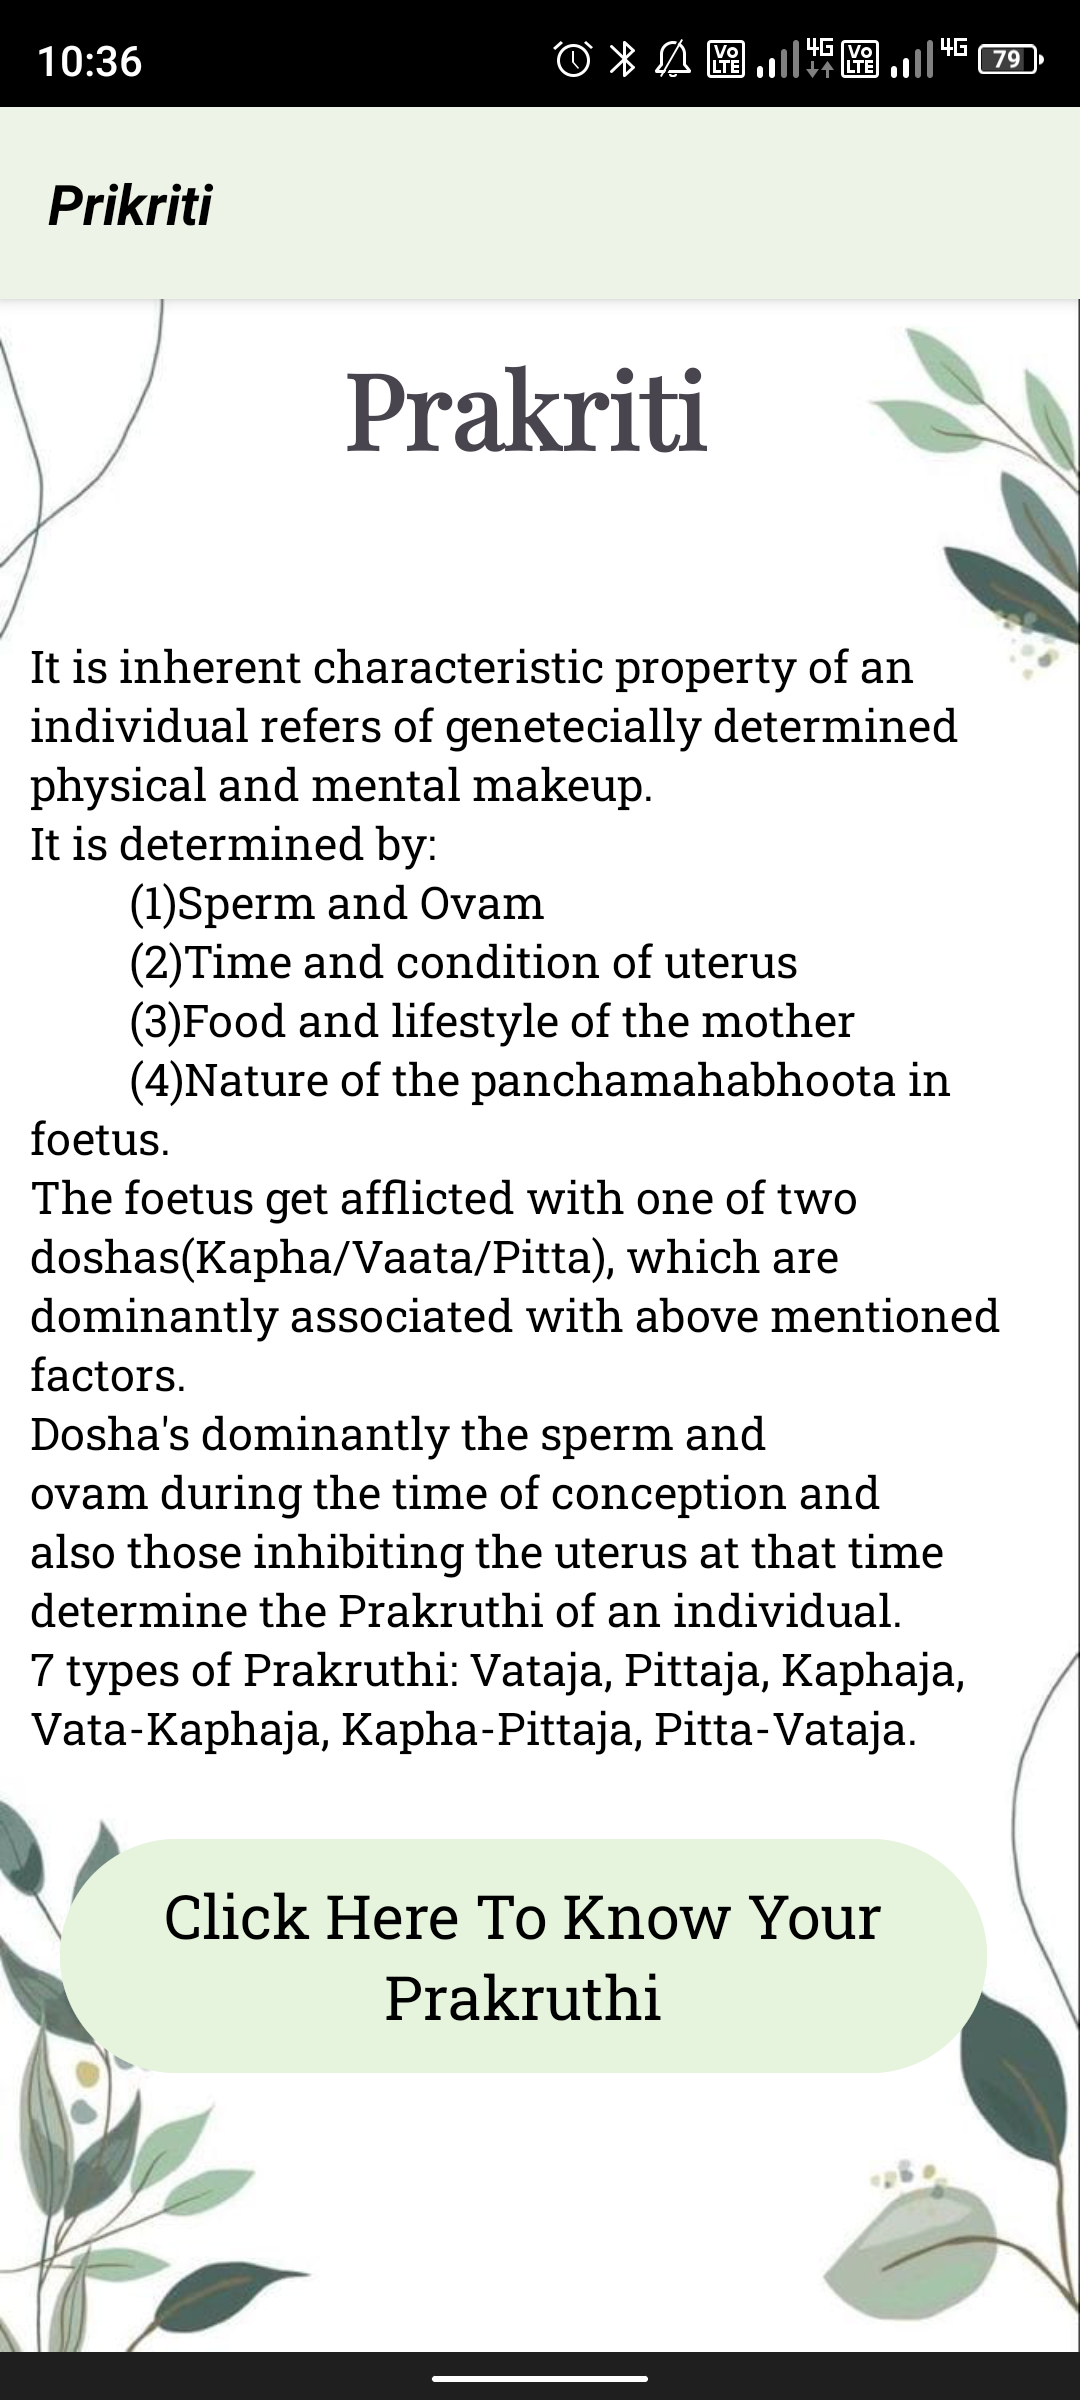 10:36
Vo LTE 4G Vo LTE 4G 79
Prikriti
Prakriti
It is inherent characteristic property of an
individual refers of genetecially determined
physical and mental makeup.
It is determined by:
(1)Sperm and Ovam
(2)Time and condition of uterus
(3)Food and lifestyle of the mother
(4)Nature of the panchamahabhoota in
foetus.
The foetus get afflicted with one of two
doshas(Kapha/Vaata/Pitta), which are
dominantly associated with above mentioned
factors.
Dosha's dominantly the sperm and
ovam during the time of conception and
also those inhibiting the uterus at that time
determine the Prakruthi of an individual.
7 types of Prakruthi: Vataja, Pittaja, Kaphaja,
Vata-Kaphaja, Kapha-Pittaja, Pitta-Vataja.
Click Here To Know Your
Prakruthi